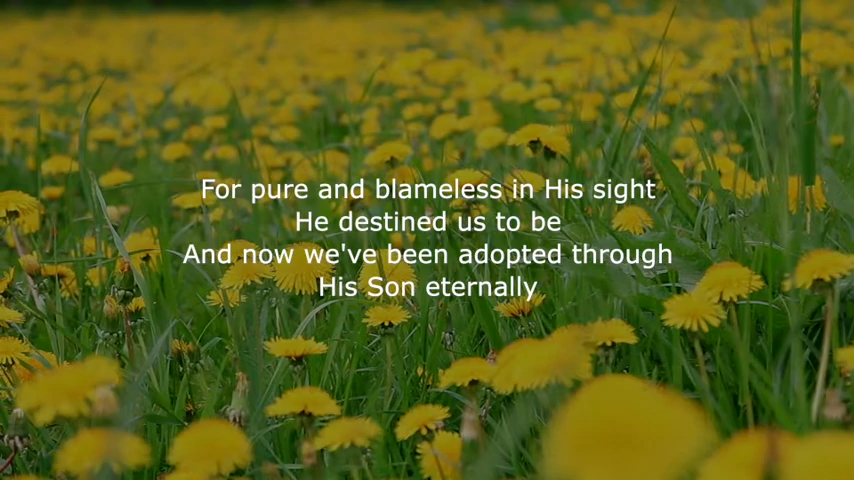 For pure and blameless in His sight
He destined us to be
And now we've been adopted through
His Son eternally